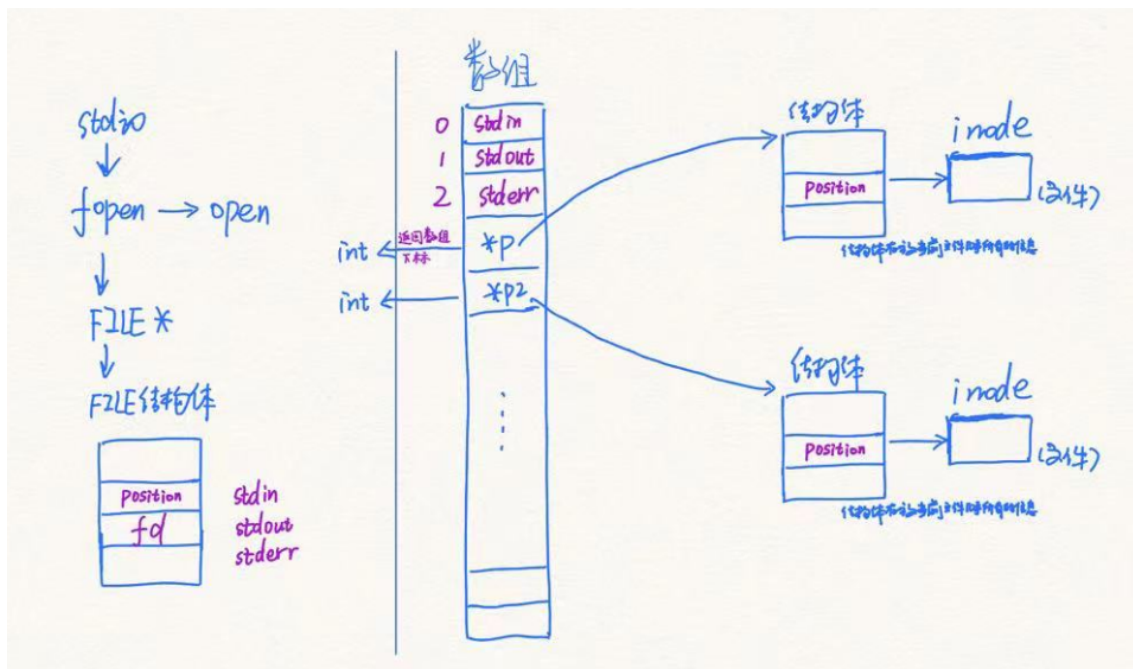 stdio
fopen → open
FILE *
FILE结构体
position
fd
stdin
stdout
stderr
数组
0 stdin
1 stdout
2 stderr
int
返回数组
下标
*p
int
*p2
结构体
position
inode
(文件)
结构体
position
inode
(文件)